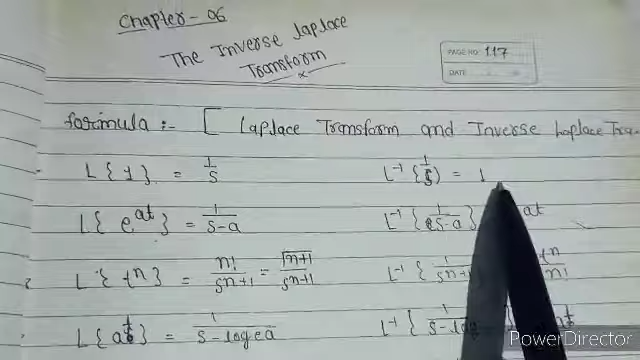 Chapter - 06
The Inverse Laplace
Transform
PAGE NO: 117
DATE
Formula :- [ Laplace Transform and Inverse Laplace Tra
L{1} = 1/s L⁻¹{1/s} = 1
L{e^at} = 1/(s-a) L⁻¹{1/(s-a)} at
L{t^n} = n!/s^(n+1) = √(n+1)/s^(n+1) L⁻¹{1/s^(n+1) t^n/n!
L{a^t} = 1/(s-log e a) L⁻¹{1/(s-log
PowerDirector